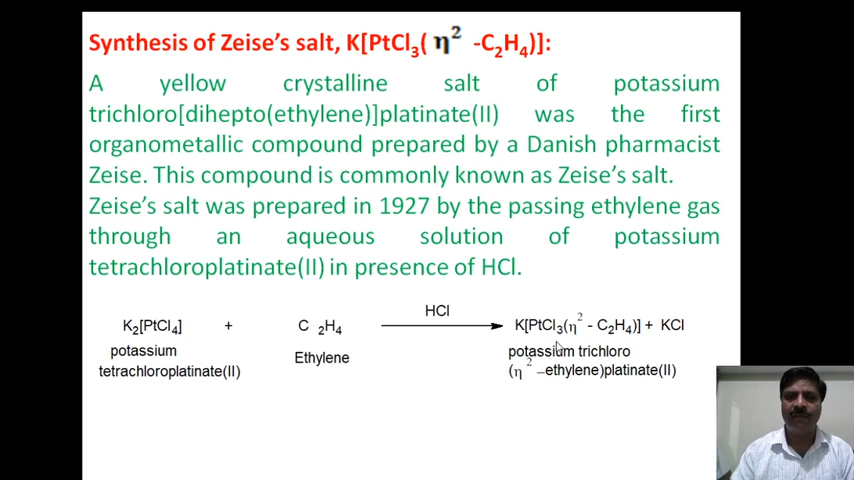 Synthesis of Zeise's salt, K[PtCl3( η2 -C2H4)]:
A yellow crystalline salt of potassium
trichloro[dihepto(ethylene)]platinate(II) was the first
organometallic compound prepared by a Danish pharmacist
Zeise. This compound is commonly known as Zeise's salt.
Zeise's salt was prepared in 1927 by the passing ethylene gas
through an aqueous solution of potassium
tetrachloroplatinate(II) in presence of HCl.
HCl
K2[PtCl4] + C 2H4 K[PtCl3(η2 - C2H4)] + KCl
potassium Ethylene potassium trichloro
tetrachloroplatinate(II) (η2 –ethylene)platinate(II)